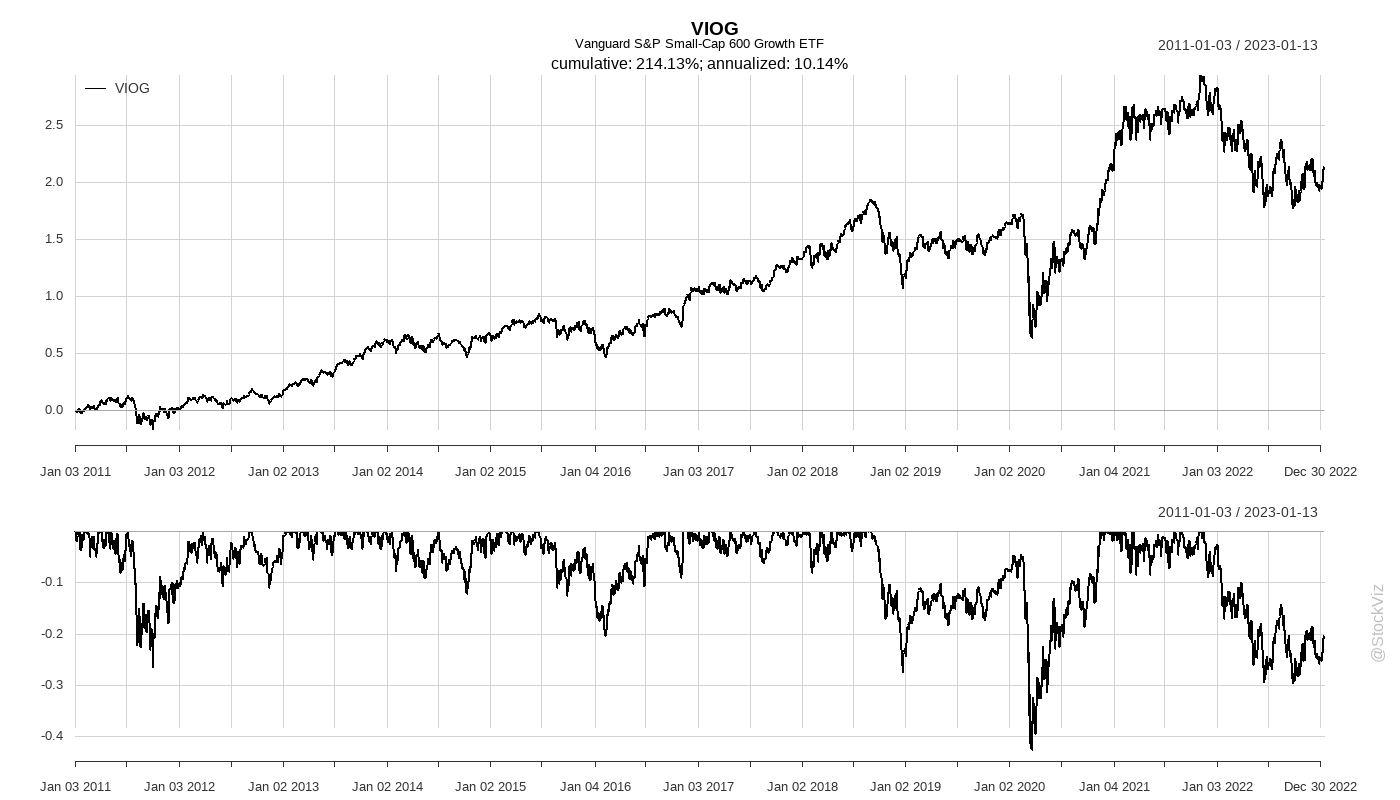 VIOG
Vanguard S&P Small-Cap 600 Growth ETF
cumulative: 214.13%; annualized: 10.14%
2011-01-03 / 2023-01-13
VIOG
2.5
2.0
1.5
1.0
0.5
0.0
Jan 03 2011 Jan 03 2012 Jan 02 2013 Jan 02 2014 Jan 02 2015 Jan 04 2016 Jan 03 2017 Jan 02 2018 Jan 02 2019 Jan 02 2020 Jan 04 2021 Jan 03 2022 Dec 30 2022
2011-01-03 / 2023-01-13
-0.1
-0.2
-0.3
-0.4
Jan 03 2011 Jan 03 2012 Jan 02 2013 Jan 02 2014 Jan 02 2015 Jan 04 2016 Jan 03 2017 Jan 02 2018 Jan 02 2019 Jan 02 2020 Jan 04 2021 Jan 03 2022 Dec 30 2022
@StockViz